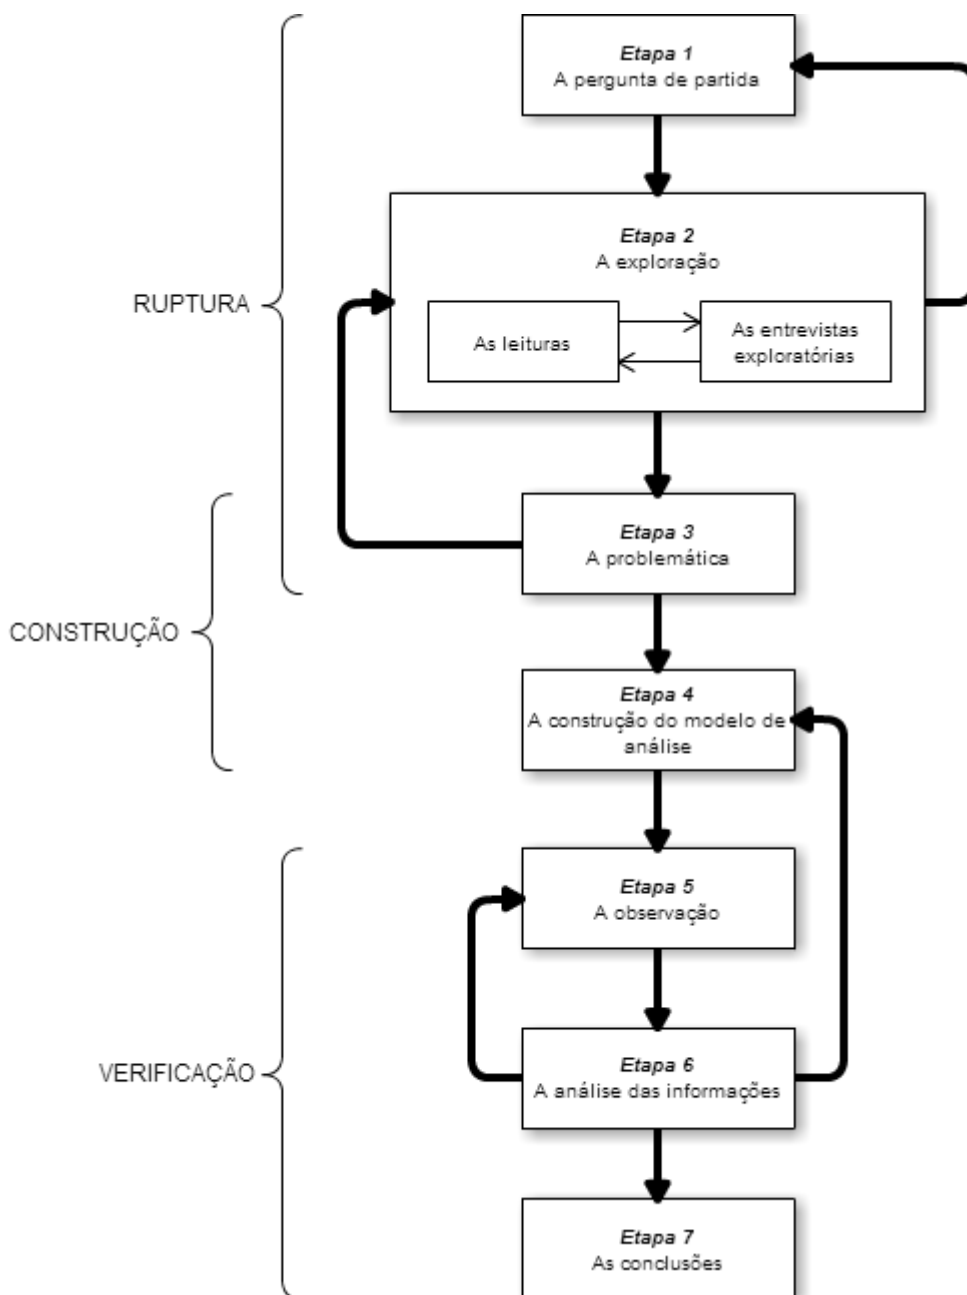 Etapa 1
A pergunta de partida
Etapa 2
A exploração
RUPTURA
As leituras
As entrevistas
exploratórias
Etapa 3
A problemática
CONSTRUÇÃO
Etapa 4
A construção do modelo de
análise
Etapa 5
A observação
VERIFICAÇÃO
Etapa 6
A análise das informações
Etapa 7
As conclusões